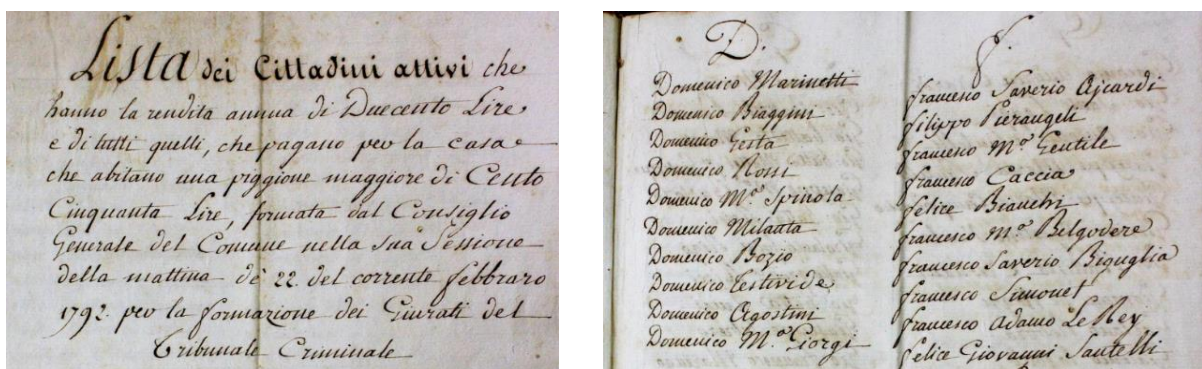 Lista dei Cittadini attivi che
hanno la rendita annua di Duecento Lire
e di tutti quelli, che pagano per la casa
che abitano una piggione maggiore di Cento
Cinquanta Lire, formata dal Consiglio
Generale del Comune nella Sua Sessione
della mattina de 22. del corrente febbraro
1792. per la formazione dei Giurati del
Tribunale Criminale
D.
Domenico Marinetti
Domenico Biaggini
Domenico Gesta
Domenico Rossi
Domenico M.ª Spinola
Domenico Milanta
Domenico Bozio
Domenico Testivide
Domenico Agostini
Domenico M.ª Giorgi
f.
francesco Saverio Ajcardi
filippo Pierangeli
francesco M.ª Gentile
francesco Caccia
felice Bianchi
francesco M.ª Belgodere
francesco Saverio Biguglia
francesco Simonet
francesco Adamo Le Rey
felice Giovanni Santelli